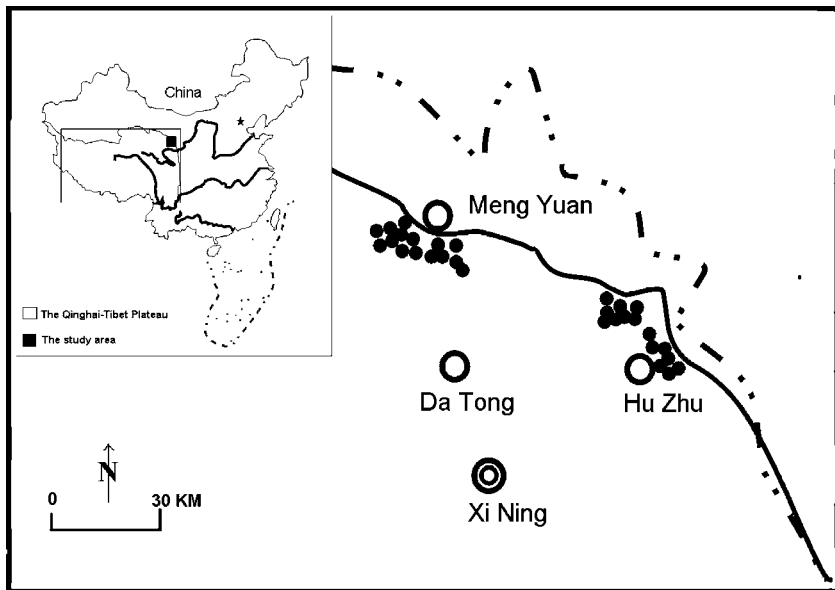 China
The Qinghai-Tibet Plateau
The study area
Meng Yuan
Da Tong
Hu Zhu
Xi Ning
N
0 30 KM